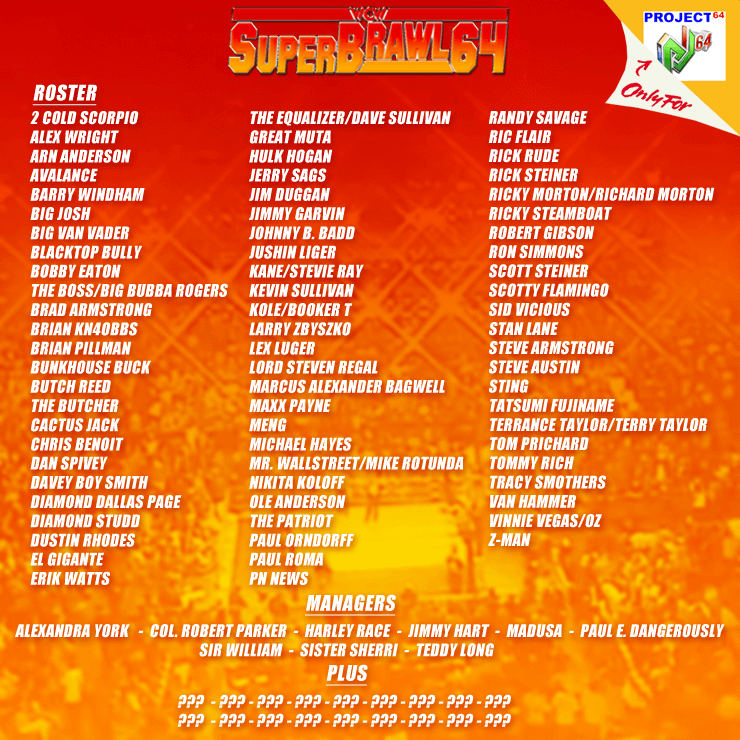 WCW
SUPERBRAWL64
PROJECT64
64
Only For
ROSTER
2 COLD SCORPIO
ALEX WRIGHT
ARN ANDERSON
AVALANCE
BARRY WINDHAM
BIG JOSH
BIG VAN VADER
BLACKTOP BULLY
BOBBY EATON
THE BOSS/BIG BUBBA ROGERS
BRAD ARMSTRONG
BRIAN KN40BBS
BRIAN PILLMAN
BUNKHOUSE BUCK
BUTCH REED
THE BUTCHER
CACTUS JACK
CHRIS BENOIT
DAN SPIVEY
DAVEY BOY SMITH
DIAMOND DALLAS PAGE
DIAMOND STUDD
DUSTIN RHODES
EL GIGANTE
ERIK WATTS
THE EQUALIZER/DAVE SULLIVAN
GREAT MUTA
HULK HOGAN
JERRY SAGS
JIM DUGGAN
JIMMY GARVIN
JOHNNY B. BADD
JUSHIN LIGER
KANE/STEVIE RAY
KEVIN SULLIVAN
KOLE/BOOKER T
LARRY ZBYSZKO
LEX LUGER
LORD STEVEN REGAL
MARCUS ALEXANDER BAGWELL
MAXX PAYNE
MENG
MICHAEL HAYES
MR. WALLSTREET/MIKE ROTUNDA
NIKITA KOLOFF
OLE ANDERSON
THE PATRIOT
PAUL ORNDORFF
PAUL ROMA
PN NEWS
RANDY SAVAGE
RIC FLAIR
RICK RUDE
RICK STEINER
RICKY MORTON/RICHARD MORTON
RICKY STEAMBOAT
ROBERT GIBSON
RON SIMMONS
SCOTT STEINER
SCOTTY FLAMINGO
SID VICIOUS
STAN LANE
STEVE ARMSTRONG
STEVE AUSTIN
STING
TATSUMI FUJINAME
TERRANCE TAYLOR/TERRY TAYLOR
TOM PRICHARD
TOMMY RICH
TRACY SMOTHERS
VAN HAMMER
VINNIE VEGAS/OZ
Z-MAN
MANAGERS
ALEXANDRA YORK - COL. ROBERT PARKER - HARLEY RACE - JIMMY HART - MADUSA - PAUL E. DANGEROUSLY
SIR WILLIAM - SISTER SHERRI - TEDDY LONG
PLUS
??? - ??? - ??? - ??? - ??? - ??? - ??? - ??? - ???
??? - ??? - ??? - ??? - ??? - ??? - ??? - ??? - ???